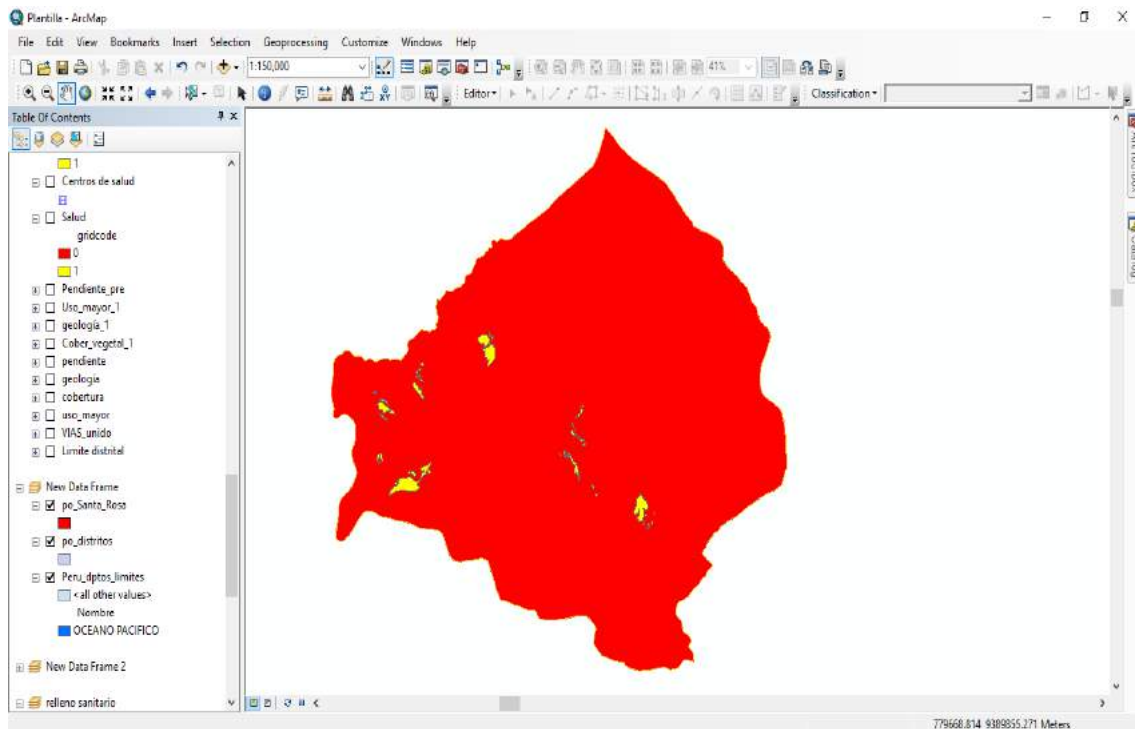 Plantilla - ArcMap
File Edit View Bookmarks Insert Selection Geoprocessing Customize Windows Help
1:150,000
41%
Editor
Classification
Table Of Contents
1
Centros de salud
Salud
gridcode
0
1
Pendiente_pre
Uso_mayor_1
geología_1
Cober_vegetal_1
pendiente
geología
cobertura
uso_mayor
VIAS_unido
Limite distrital
New Data Frame
po_Santa_Rosa
po_distritos
Peru_dptos_limites
<all other values>
Nombre
OCEANO PACIFICO
New Data Frame 2
relleno sanitario
779668.814 9389855.271 Meters